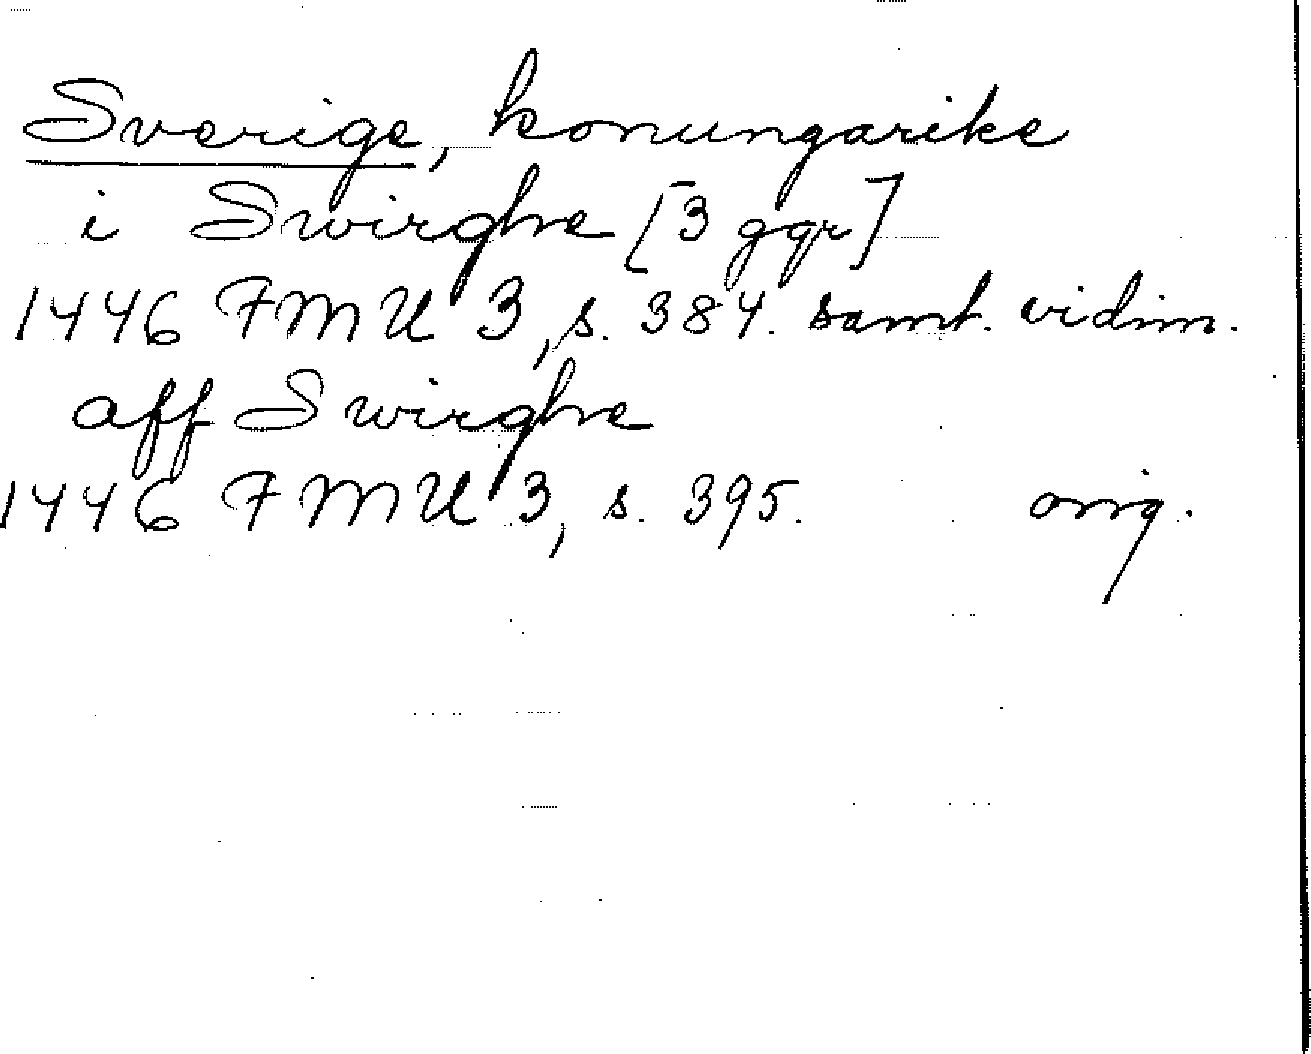 Sverige, konungarike
i Swirghe [3 ggr]
1446 FMU 3, s. 384. samt. vidim.
aff Swirghe
1446 FMU 3, s. 395. orig.